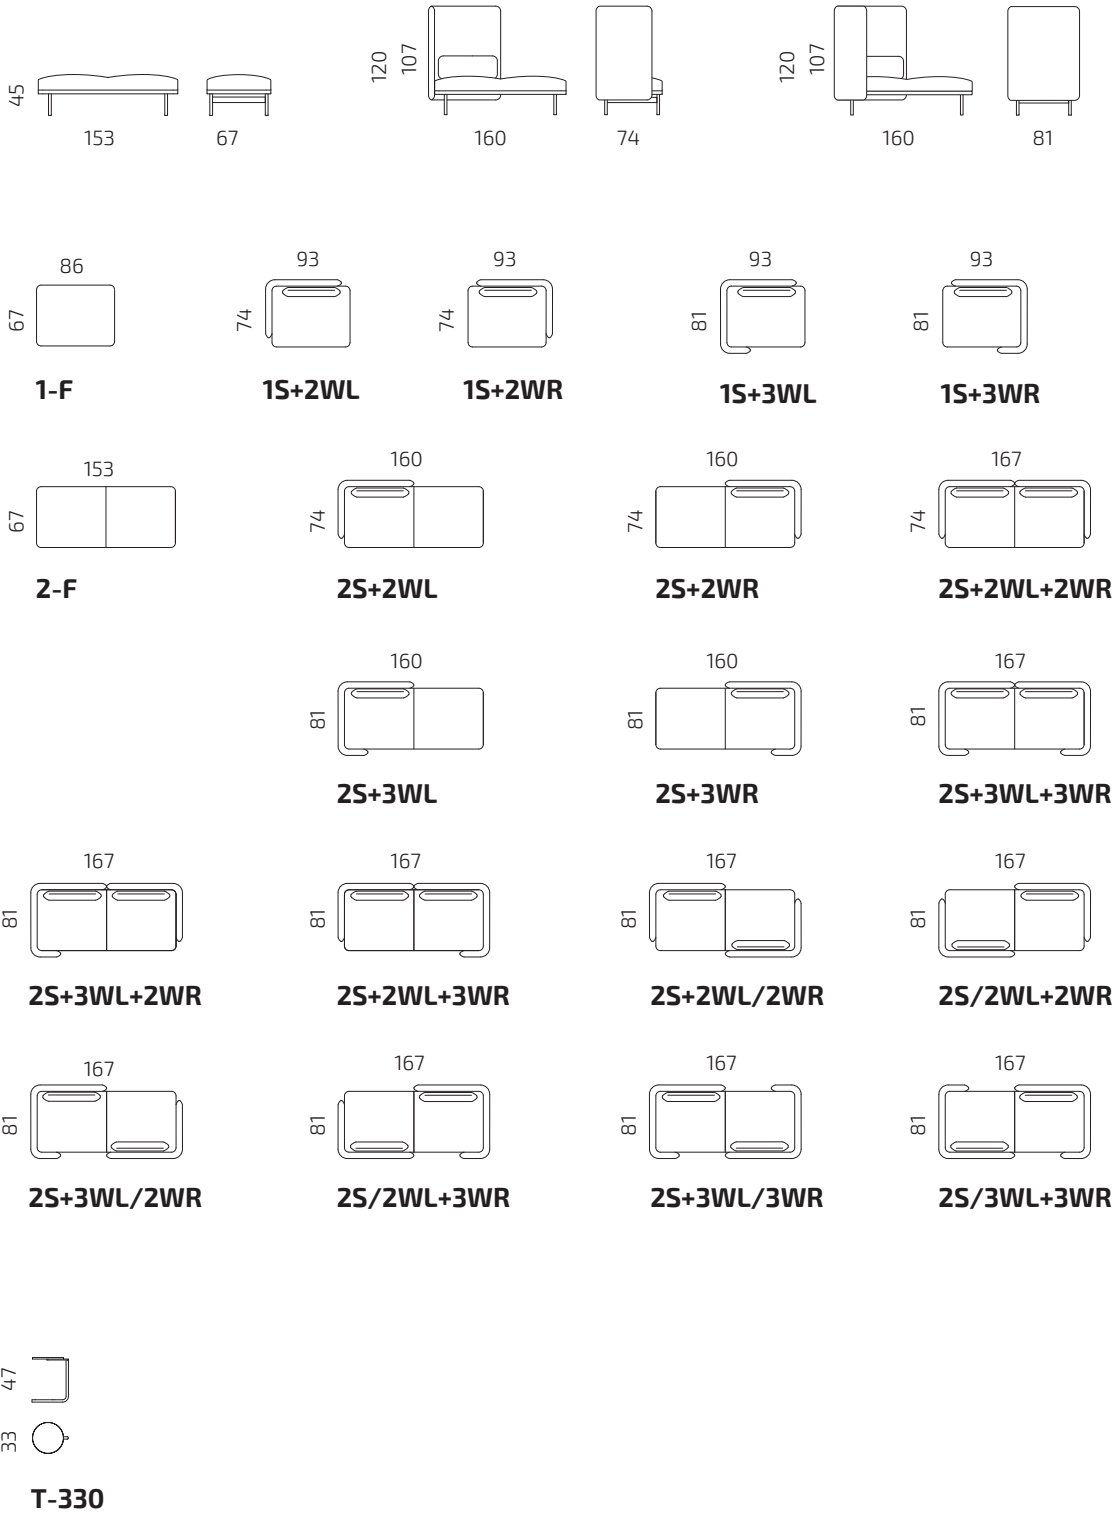 45
153
67
120
107
160
74
120
107
160
81
86
67
1-F
93
74
1S+2WL
93
74
1S+2WR
93
81
1S+3WL
93
81
1S+3WR
153
67
2-F
160
74
2S+2WL
160
74
2S+2WR
167
74
2S+2WL+2WR
160
81
2S+3WL
160
81
2S+3WR
167
81
2S+3WL+3WR
167
81
2S+3WL+2WR
167
81
2S+2WL+3WR
167
81
2S+2WL/2WR
167
81
2S/2WL+2WR
167
81
2S+3WL/2WR
167
81
2S/2WL+3WR
167
81
2S+3WL/3WR
167
81
2S/3WL+3WR
47
33
T-330